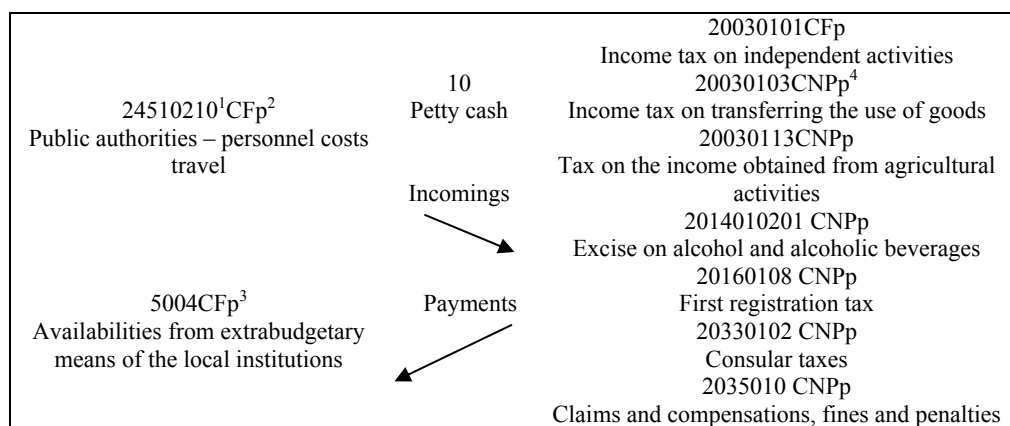 24510210¹CFp²
Public authorities – personnel costs
travel
5004CFp³
Availabilities from extrabudgetary
means of the local institutions
10
Petty cash
Incomings
Payments
20030101CFp
Income tax on independent activities
20030103CNPp⁴
Income tax on transferring the use of goods
20030113CNPp
Tax on the income obtained from agricultural
activities
2014010201 CNPp
Excise on alcohol and alcoholic beverages
20160108 CNPp
First registration tax
20330102 CNPp
Consular taxes
2035010 CNPp
Claims and compensations, fines and penalties